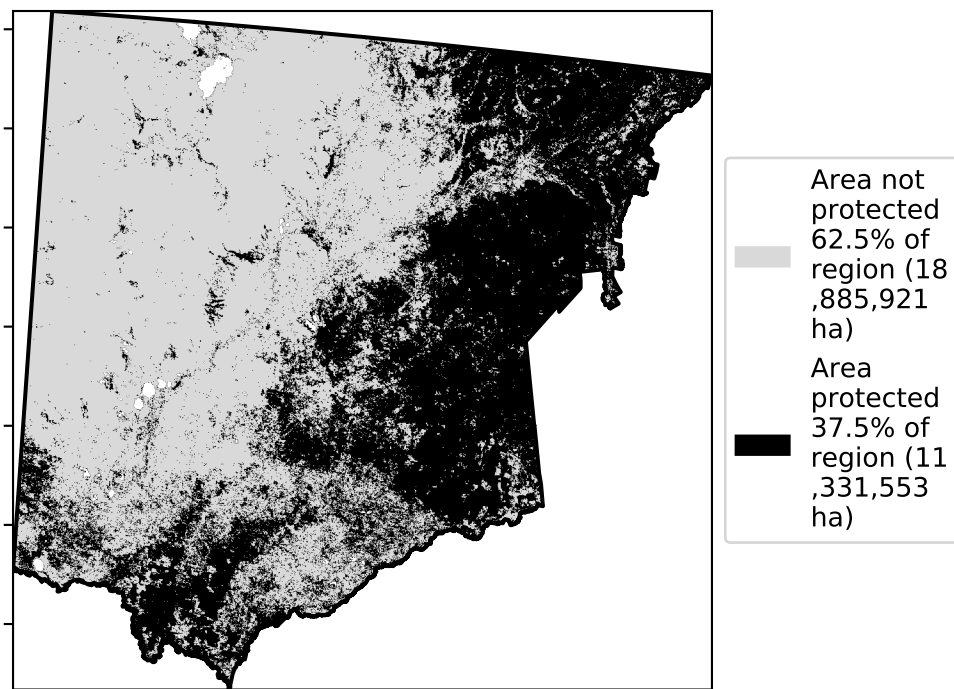 Area not
protected
62.5% of
region (18
,885,921
ha)
Area
protected
37.5% of
region (11
,331,553
ha)